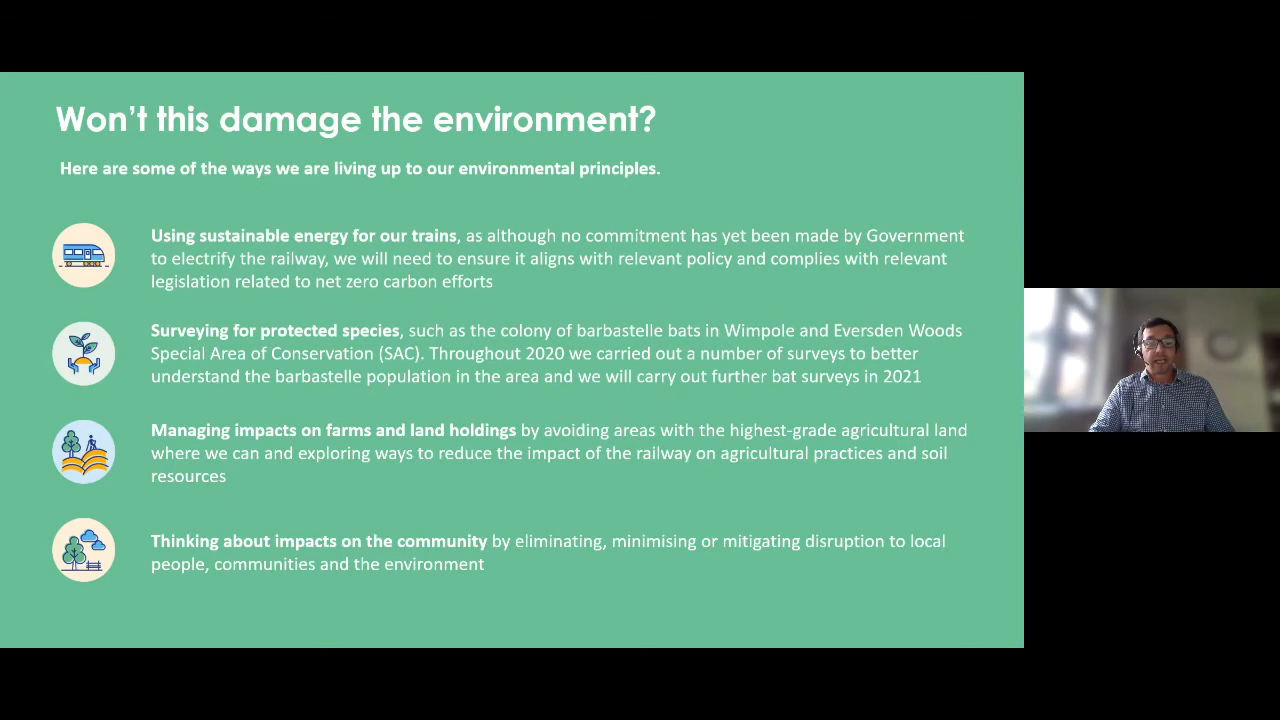 Won’t this damage the environment?
Here are some of the ways we are living up to our environmental principles.
Using sustainable energy for our trains, as although no commitment has yet been made by Government
to electrify the railway, we will need to ensure it aligns with relevant policy and complies with relevant
legislation related to net zero carbon efforts
Surveying for protected species, such as the colony of barbastelle bats in Wimpole and Eversden Woods
Special Area of Conservation (SAC). Throughout 2020 we carried out a number of surveys to better
understand the barbastelle population in the area and we will carry out further bat surveys in 2021
Managing impacts on farms and land holdings by avoiding areas with the highest-grade agricultural land
where we can and exploring ways to reduce the impact of the railway on agricultural practices and soil
resources
Thinking about impacts on the community by eliminating, minimising or mitigating disruption to local
people, communities and the environment